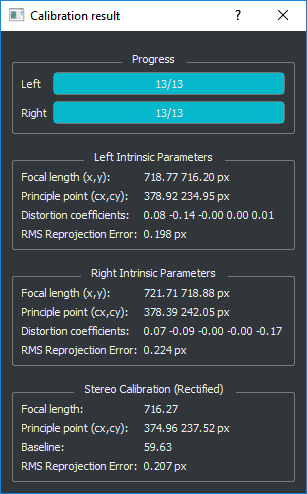 Calibration result
Progress
Left 13/13
Right 13/13
Left Intrinsic Parameters
Focal length (x,y): 718.77 716.20 px
Principle point (cx,cy): 378.92 234.95 px
Distortion coefficients: 0.08 -0.14 -0.00 0.00 0.01
RMS Reprojection Error: 0.198 px
Right Intrinsic Parameters
Focal length (x,y): 721.71 718.88 px
Principle point (cx,cy): 378.39 242.05 px
Distortion coefficients: 0.07 -0.09 -0.00 -0.00 -0.17
RMS Reprojection Error: 0.224 px
Stereo Calibration (Rectified)
Focal length: 716.27
Principle point (cx,cy): 374.96 237.52 px
Baseline: 59.63
RMS Reprojection Error: 0.207 px